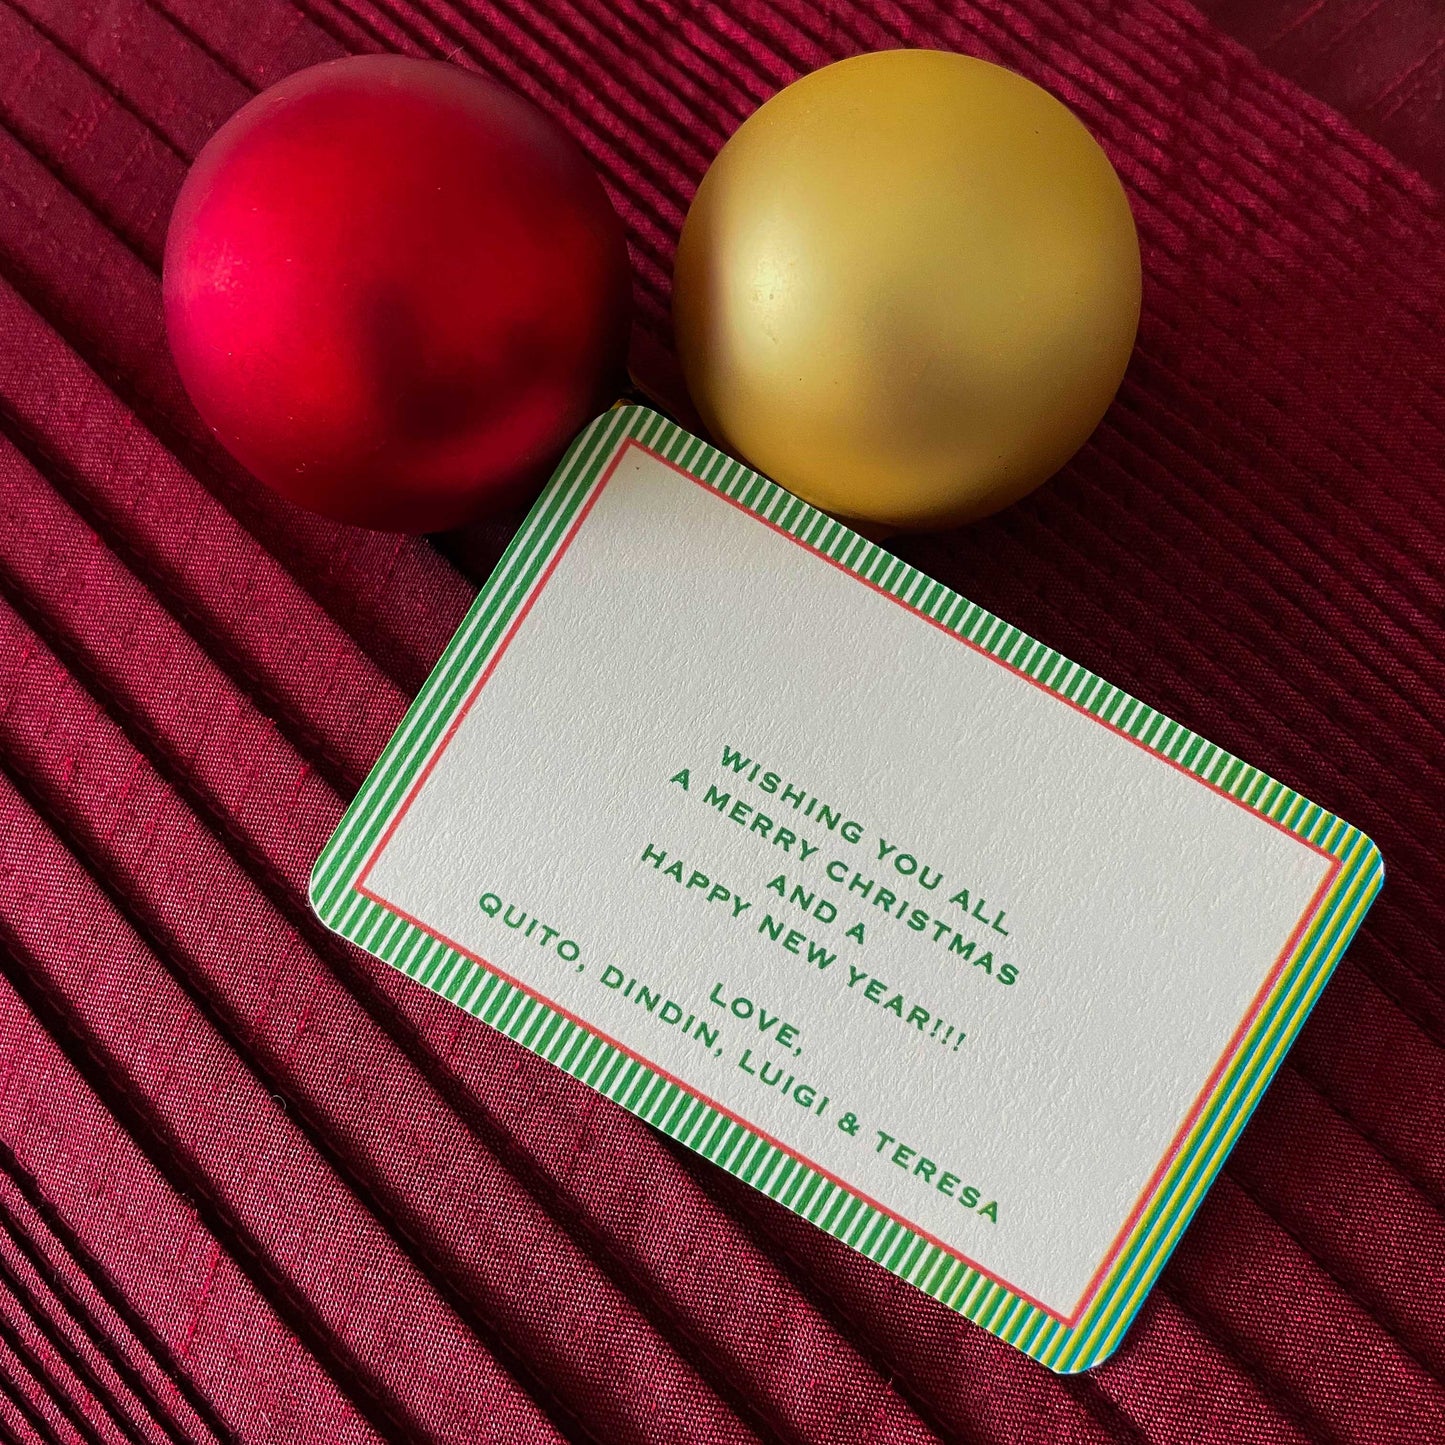 WISHING YOU ALL
A MERRY CHRISTMAS
AND A
HAPPY NEW YEAR!!!
LOVE,
QUITO, DINDIN, LUIGI & TERESA